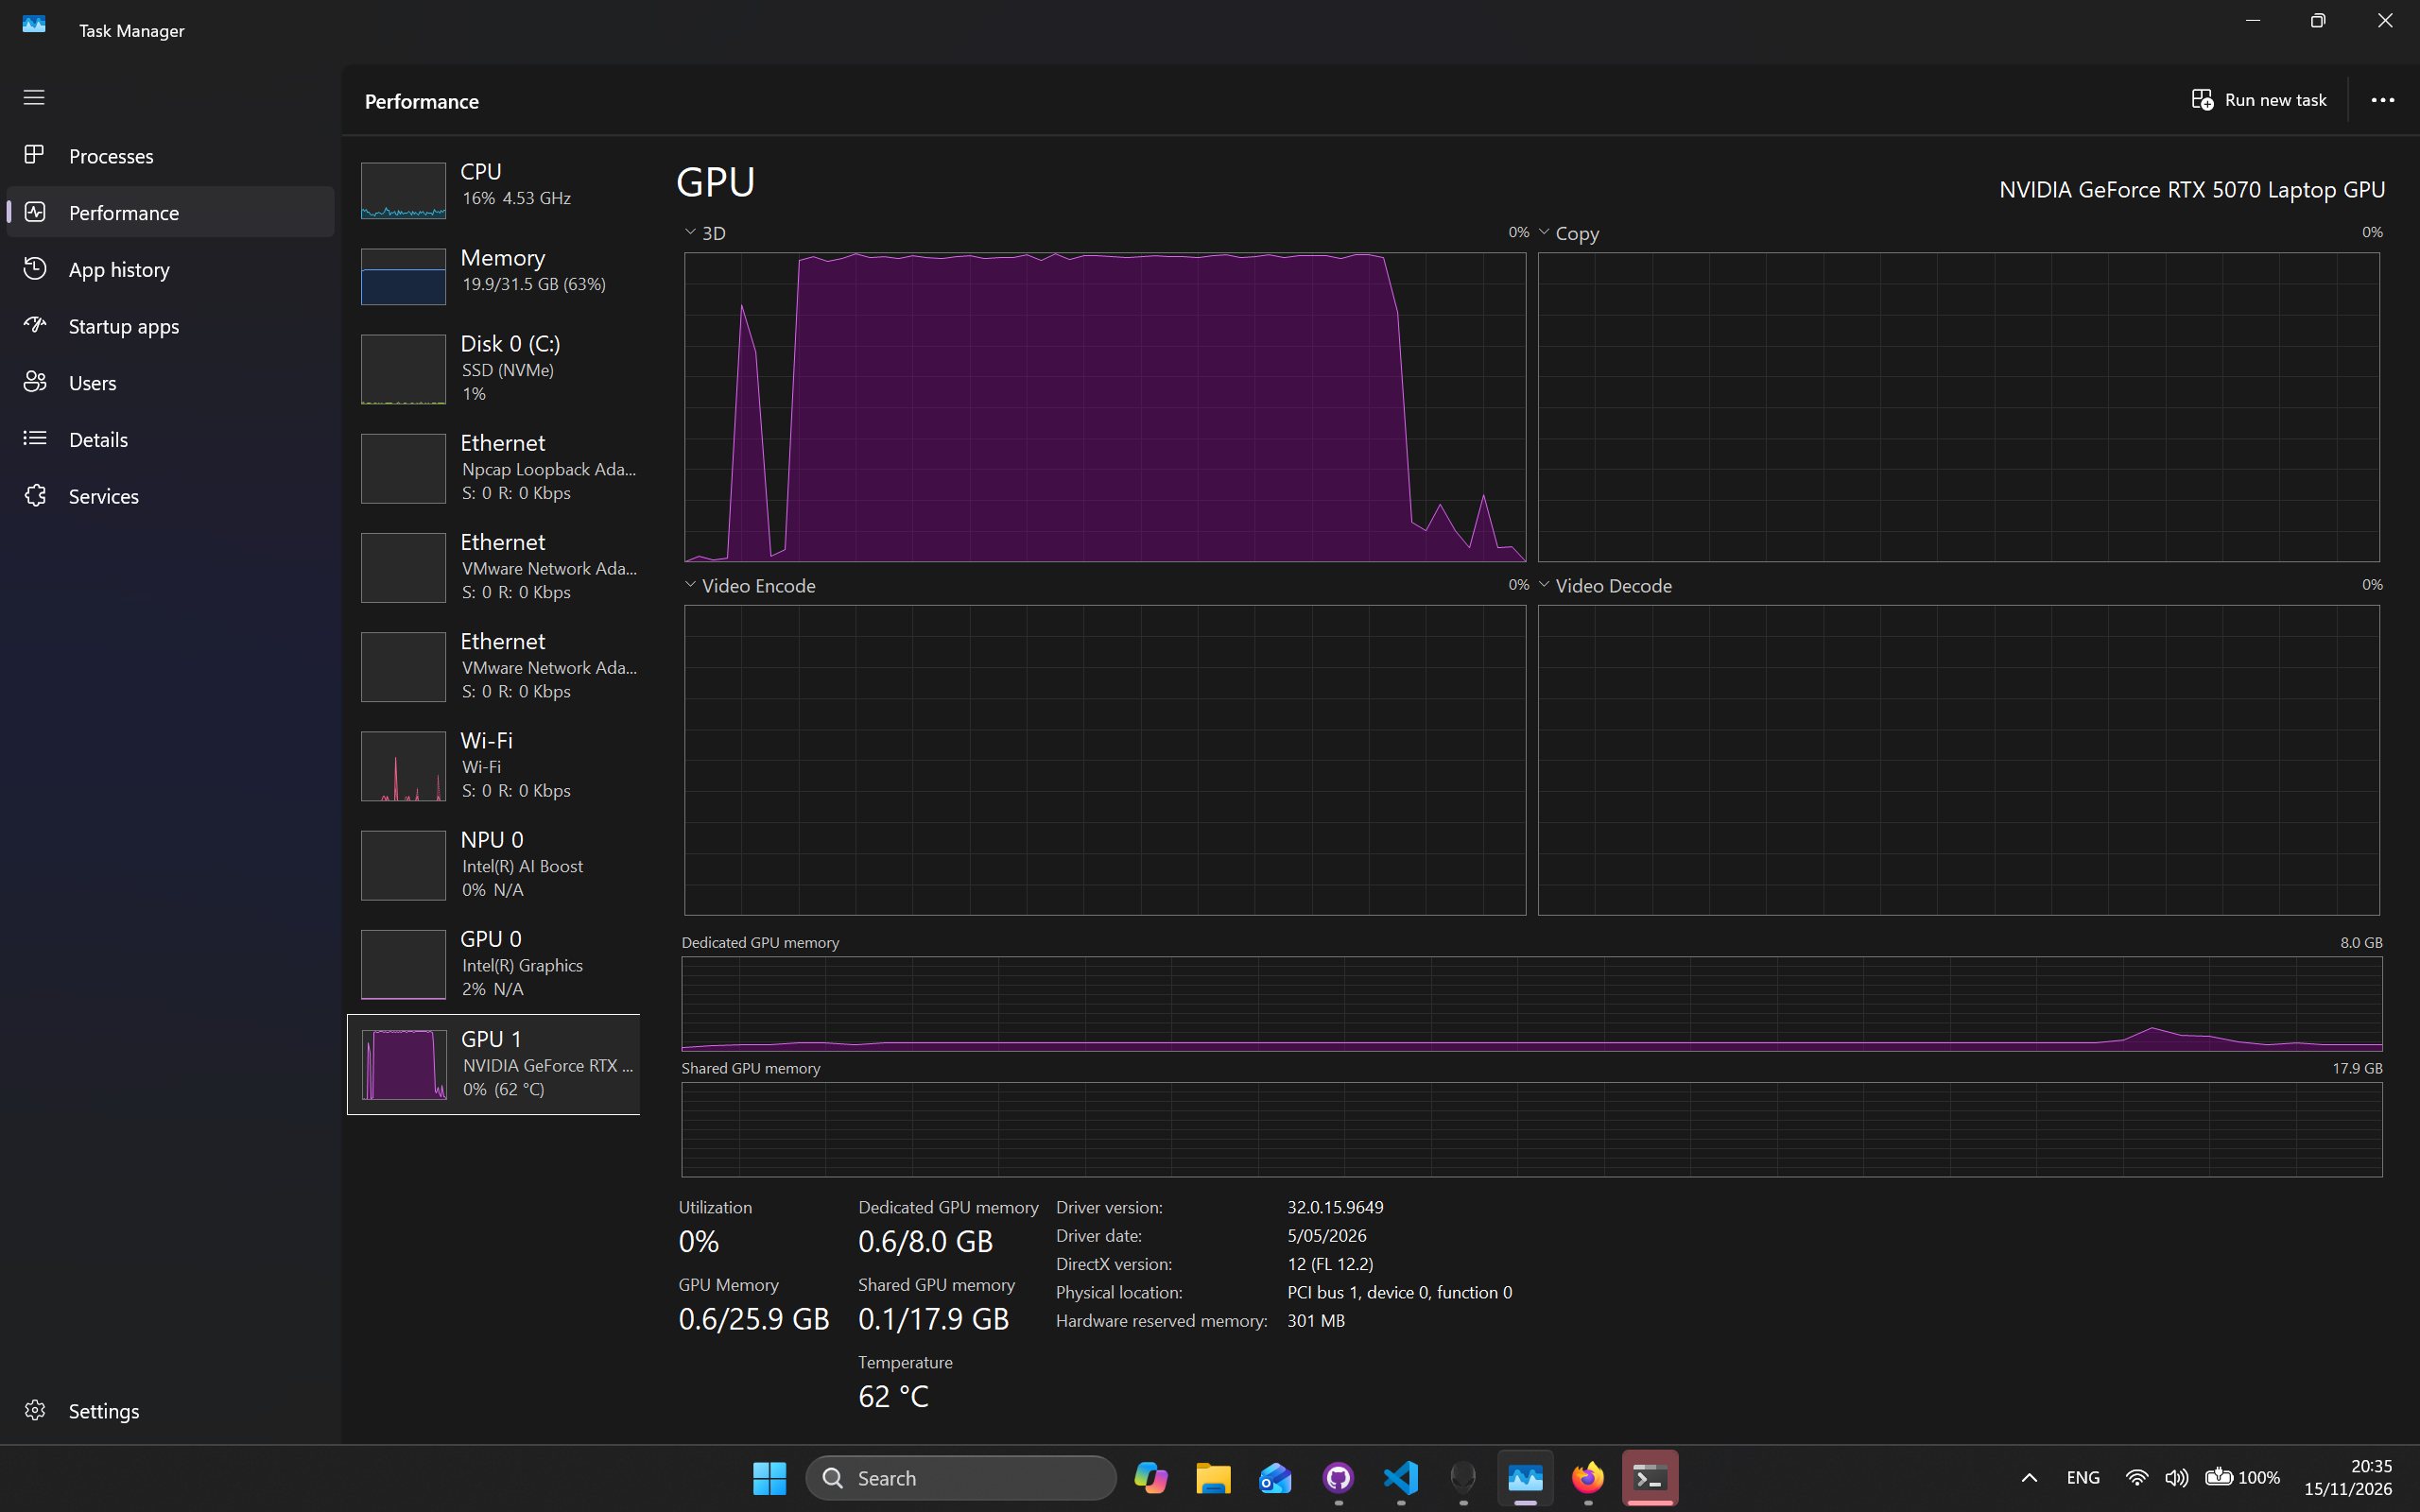 Task Manager
Performance
Run new task
Processes
Performance
App history
Startup apps
Users
Details
Services
Settings
CPU
16% 4.53 GHz
Memory
19.9/31.5 GB (63%)
Disk 0 (C:)
SSD (NVMe)
1%
Ethernet
Npcap Loopback Ada...
S: 0 R: 0 Kbps
Ethernet
VMware Network Ada...
S: 0 R: 0 Kbps
Ethernet
VMware Network Ada...
S: 0 R: 0 Kbps
Wi-Fi
Wi-Fi
S: 0 R: 0 Kbps
NPU 0
Intel(R) AI Boost
0% N/A
GPU 0
Intel(R) Graphics
2% N/A
GPU 1
NVIDIA GeForce RTX ...
0% (62 °C)
GPU
NVIDIA GeForce RTX 5070 Laptop GPU
3D 0%
Copy 0%
Video Encode 0%
Video Decode 0%
Dedicated GPU memory 8.0 GB
Shared GPU memory 17.9 GB
Utilization
0%
GPU Memory
0.6/25.9 GB
Dedicated GPU memory
0.6/8.0 GB
Shared GPU memory
0.1/17.9 GB
Temperature
62 °C
Driver version: 32.0.15.9649
Driver date: 5/05/2026
DirectX version: 12 (FL 12.2)
Physical location: PCI bus 1, device 0, function 0
Hardware reserved memory: 301 MB
Search
ENG
100%
20:35
15/11/2026